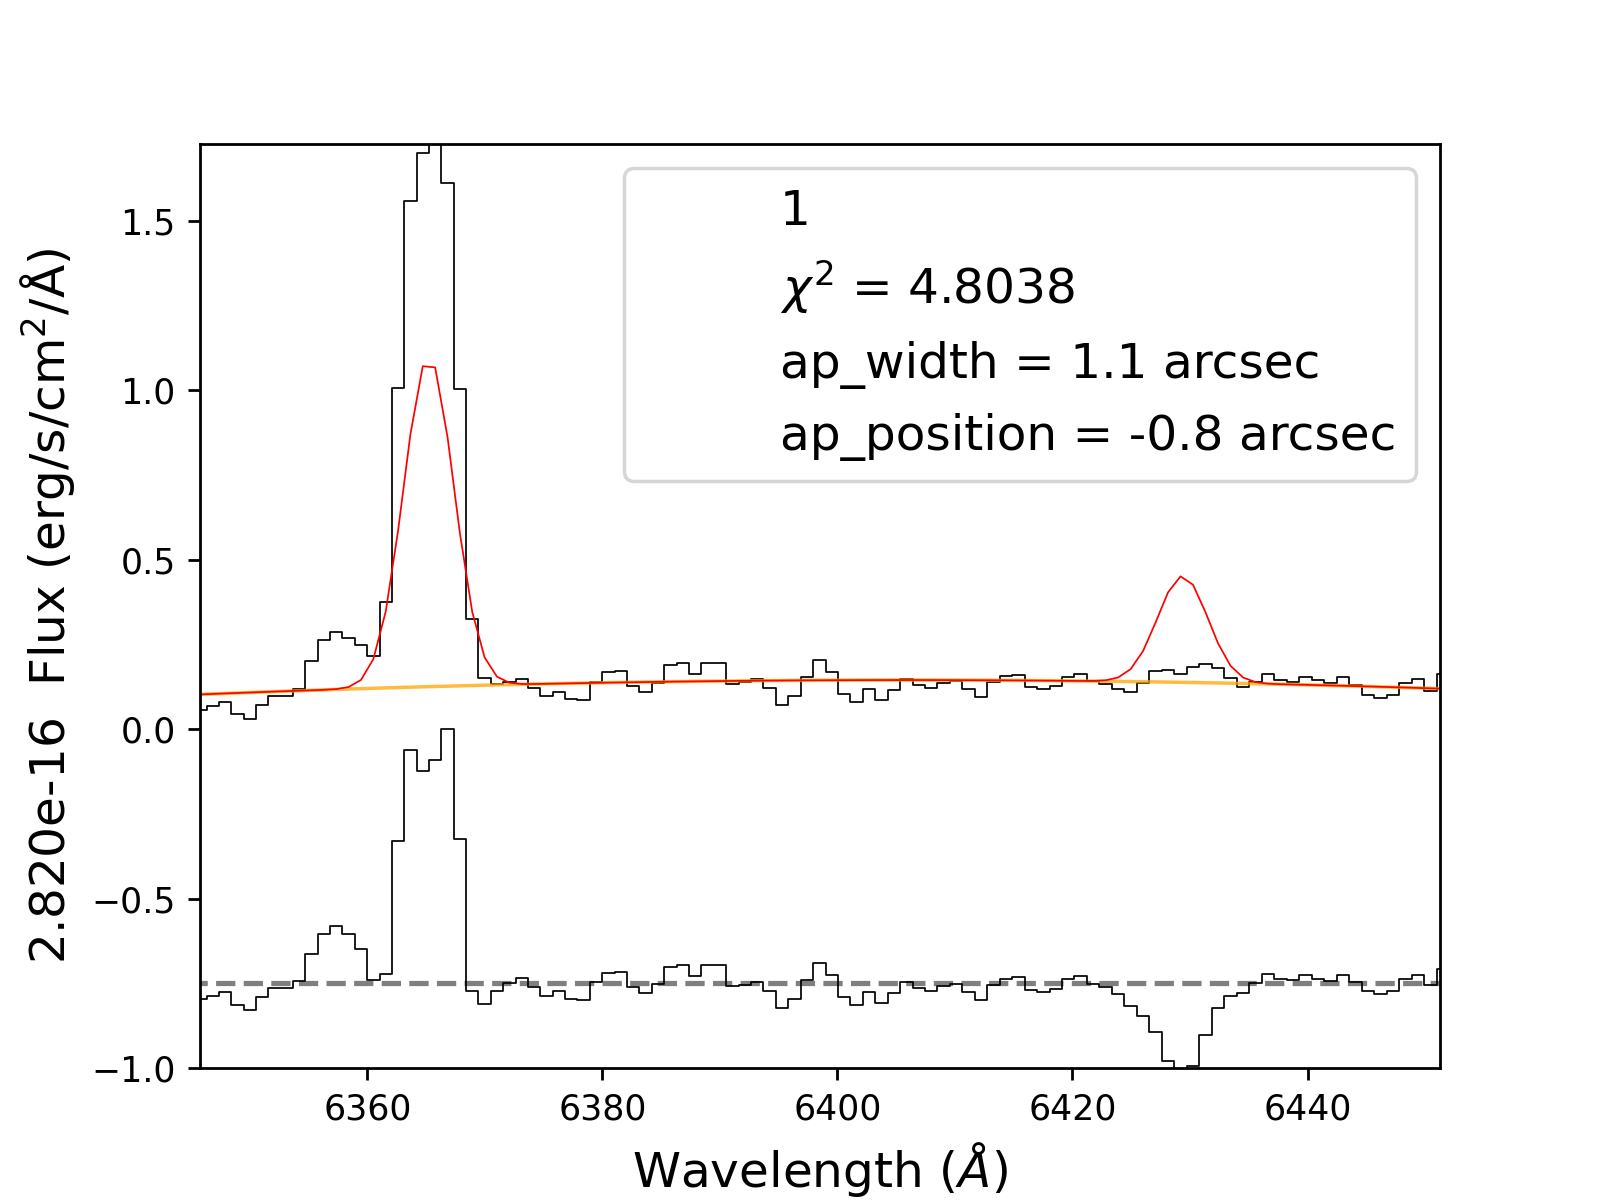 1
χ² = 4.8038
ap_width = 1.1 arcsec
ap_position = -0.8 arcsec
1.5
1.0
0.5
0.0
−0.5
−1.0
2.820e-16 Flux (erg/s/cm²/Å)
6360 6380 6400 6420 6440
Wavelength (Å)